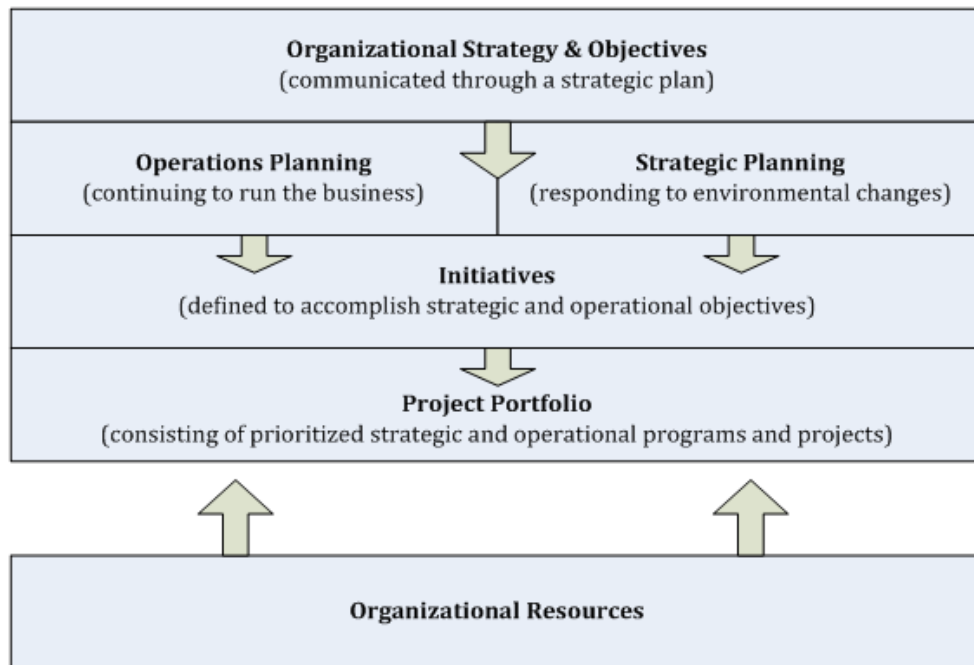 Organizational Strategy & Objectives
(communicated through a strategic plan)
Operations Planning
(continuing to run the business)
Strategic Planning
(responding to environmental changes)
Initiatives
(defined to accomplish strategic and operational objectives)
Project Portfolio
(consisting of prioritized strategic and operational programs and projects)
Organizational Resources